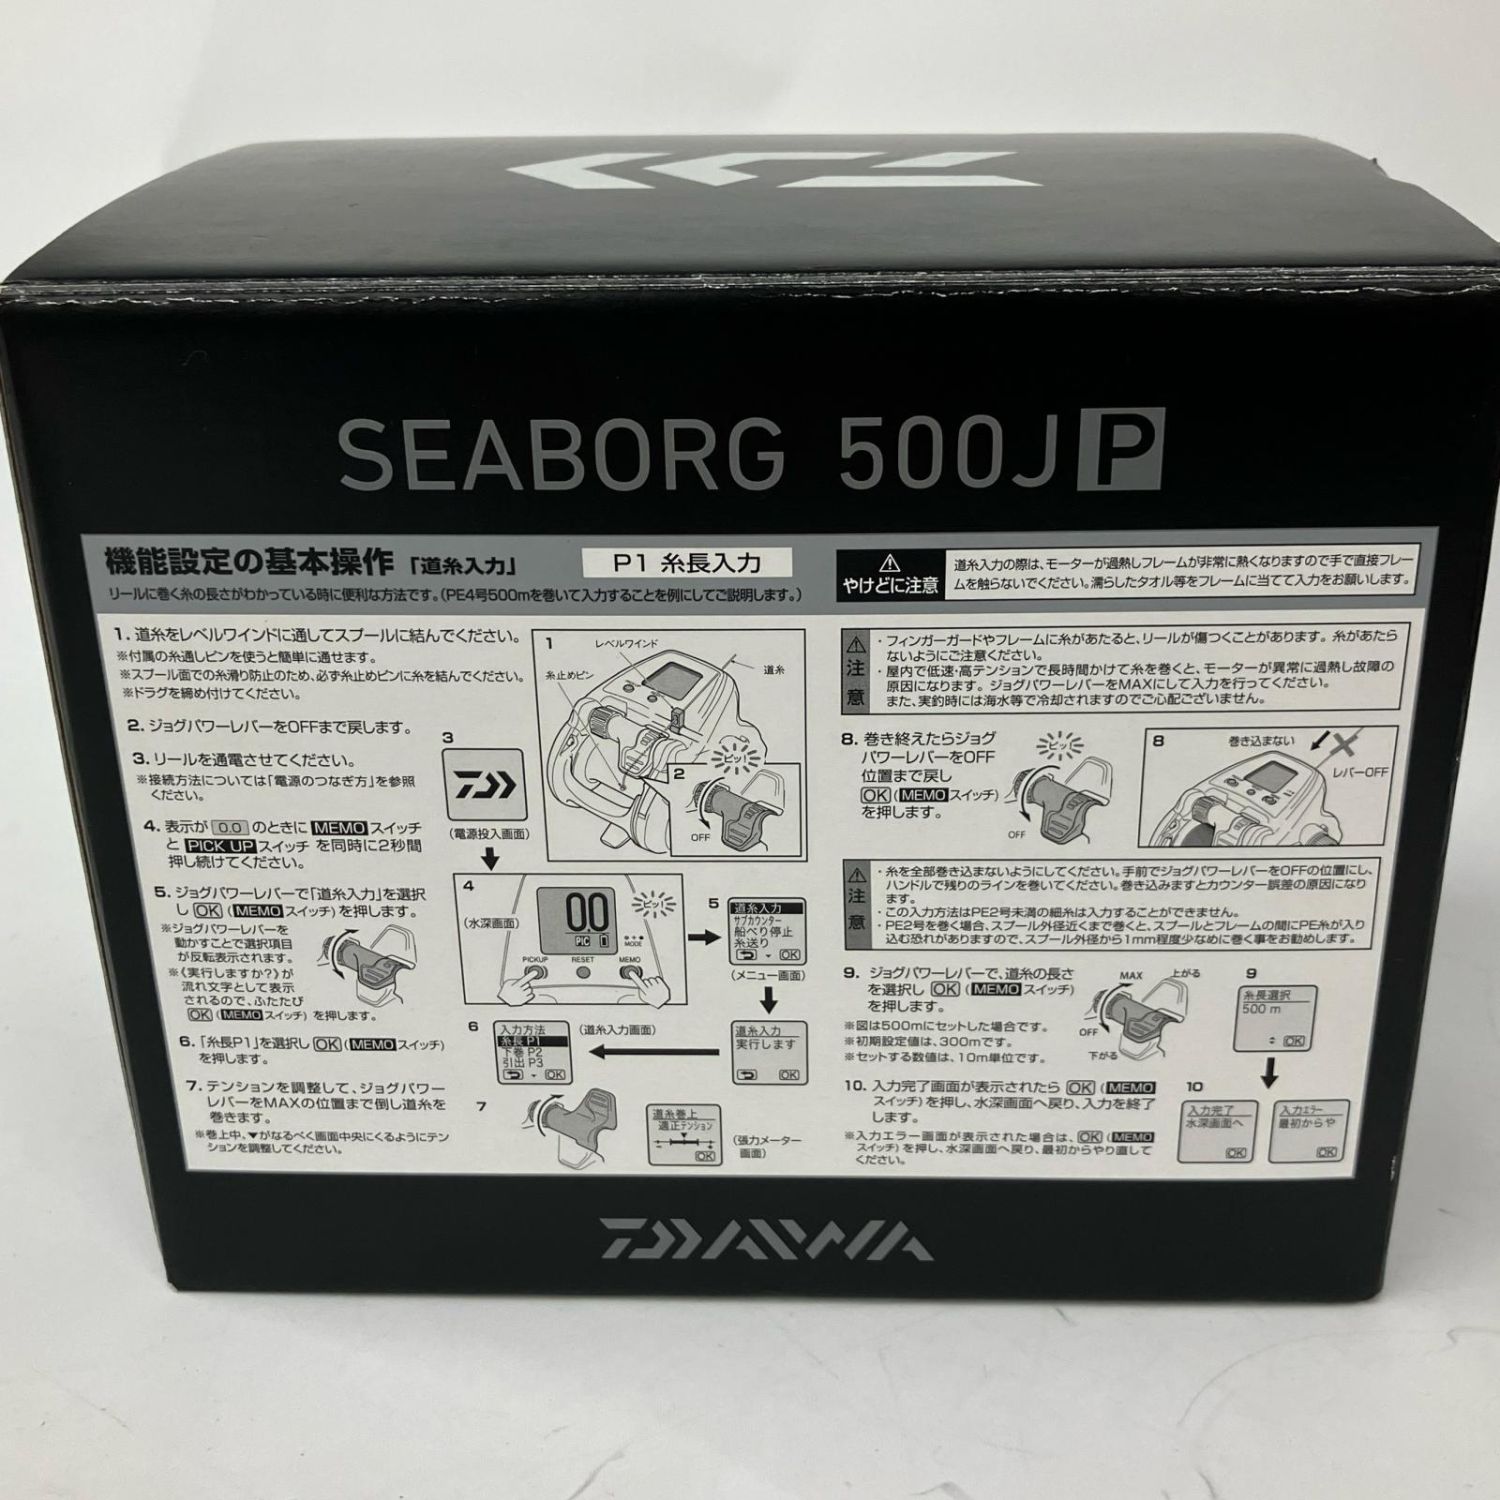 SEABORG 500J P
機能設定の基本操作「道糸入力」
P1 糸長入力
リールに巻く糸の長さがわかっている時に便利な方法です。(PE4号500mを巻いて入力することを例にしてご説明します。)
やけどに注意
道糸入力の際は、モーターが過熱しフレームが非常に熱くなりますので手で直接フレー
ムを触らないでください。濡らしたタオル等をフレームに当てて入力をお願いします。
1. 道糸をレベルワインドに通してスプールに結んでください。
※付属の糸通しピンを使うと簡単に通せます。
※スプール面での糸滑り防止のため、必ず糸止めピンに糸を結んでください。
※ドラグを締め付けてください。
2. ジョグパワーレバーをOFFまで戻します。
3. リールを通電させてください。
※接続方法については「電源のつなぎ方」を参照
ください。
4. 表示が 0.0 のときに MEMO スイッチ
と PICK UP スイッチ を同時に2秒間
押し続けてください。
5. ジョグパワーレバーで「道糸入力」を選択
し OK (MEMO スイッチ) を押します。
※ジョグパワーレバーを
動かすことで選択項目
が反転表示されます。
※〈実行しますか?〉が
流れ文字として表示
されるので、ふたたび
OK (MEMO スイッチ) を押します。
6. 「糸長P1」を選択し OK (MEMO スイッチ)
を押します。
7. テンションを調整して、ジョグパワー
レバーをMAXの位置まで倒し道糸を
巻きます。
※巻上中、▼がなるべく画面中央にくるようにテン
ションを調整してください。
1
レベルワインド
糸止めピン
道糸
ピッ!
2
OFF
3
(電源投入画面)
4
(水深画面)
0.0
PIC
ピッ!
MODE
PICKUP RESET MEMO
5
道糸入力
サブカウンター
船べり停止
糸送り
OK
(メニュー画面)
道糸入力
実行します
OK
(道糸入力画面)
6
入力方法
糸長 P1
下巻 P2
引出 P3
OK
7
道糸巻上
適正テンション
OK
(張力メーター
画面)
注意
・フィンガーガードやフレームに糸があたると、リールが傷つくことがあります。糸があたら
ないようにご注意ください。
・屋内で低速・高テンションで長時間かけて糸を巻くと、モーターが異常に過熱し故障の
原因になります。ジョグパワーレバーをMAXにして入力を行ってください。
また、実釣時には海水等で冷却されますのでご心配ございません。
8. 巻き終えたらジョグ
パワーレバーをOFF
位置まで戻し
OK (MEMO スイッチ)
を押します。
ピッ!
OFF
8
巻き込まない
レバーOFF
注意
・糸を全部巻き込まないようにしてください。手前でジョグパワーレバーをOFFの位置にし、
ハンドルで残りのラインを巻いてください。巻き込みますとカウンター誤差の原因になり
ます。
・この入力方法はPE2号未満の細糸は入力することができません。
・PE2号を巻く場合、スプール外径近くまで巻くと、スプールとフレームの間にPE糸が入り
込む恐れがありますので、スプール外径から1mm程度少なめに巻く事をお勧めします。
9. ジョグパワーレバーで、道糸の長さ
を選択し OK (MEMO スイッチ)
を押します。
※図は500mにセットした場合です。
※初期設定値は、300mです。
※セットする数値は、10m単位です。
MAX
上がる
OFF
下がる
9
糸長選択
500 m
OK
10. 入力完了画面が表示されたら OK (MEMO
スイッチ) を押し、水深画面へ戻り、入力を終了
します。
※入力エラー画面が表示された場合は、OK (MEMO
スイッチ) を押し、水深画面へ戻り、最初からやり直して
ください。
10
入力完了
水深画面へ
OK
入力エラー
最初からや
OK
DAIWA